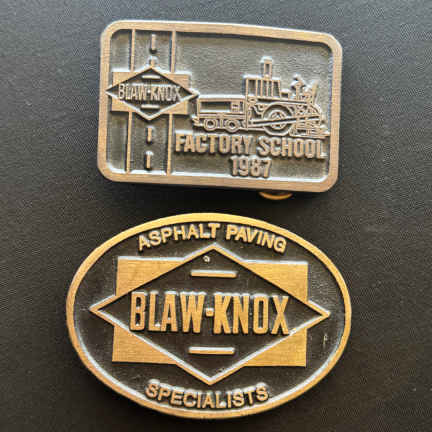 BLAW-KNOX
FACTORY SCHOOL
1987
ASPHALT PAVING
BLAW-KNOX
SPECIALISTS